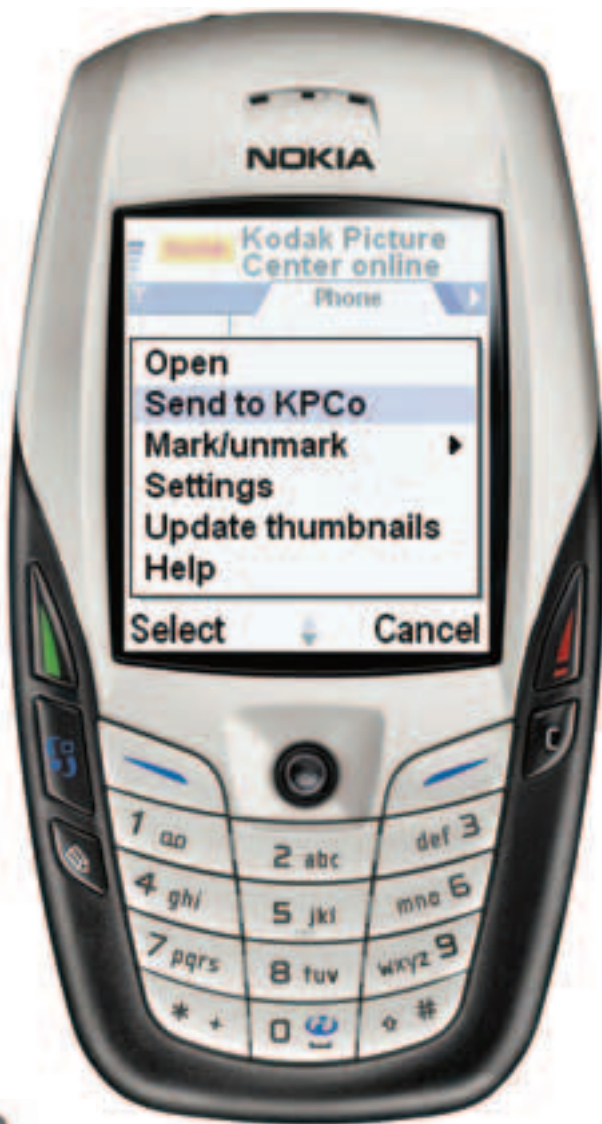 NOKIA
Kodak Picture
Center online
Phone
Open
Send to KPCo
Mark/unmark
Settings
Update thumbnails
Help
Select Cancel
1 2 abc def 3
4 ghi 5 jkl mno 6
7 pqrs 8 tuv wxyz 9
* + 0 #